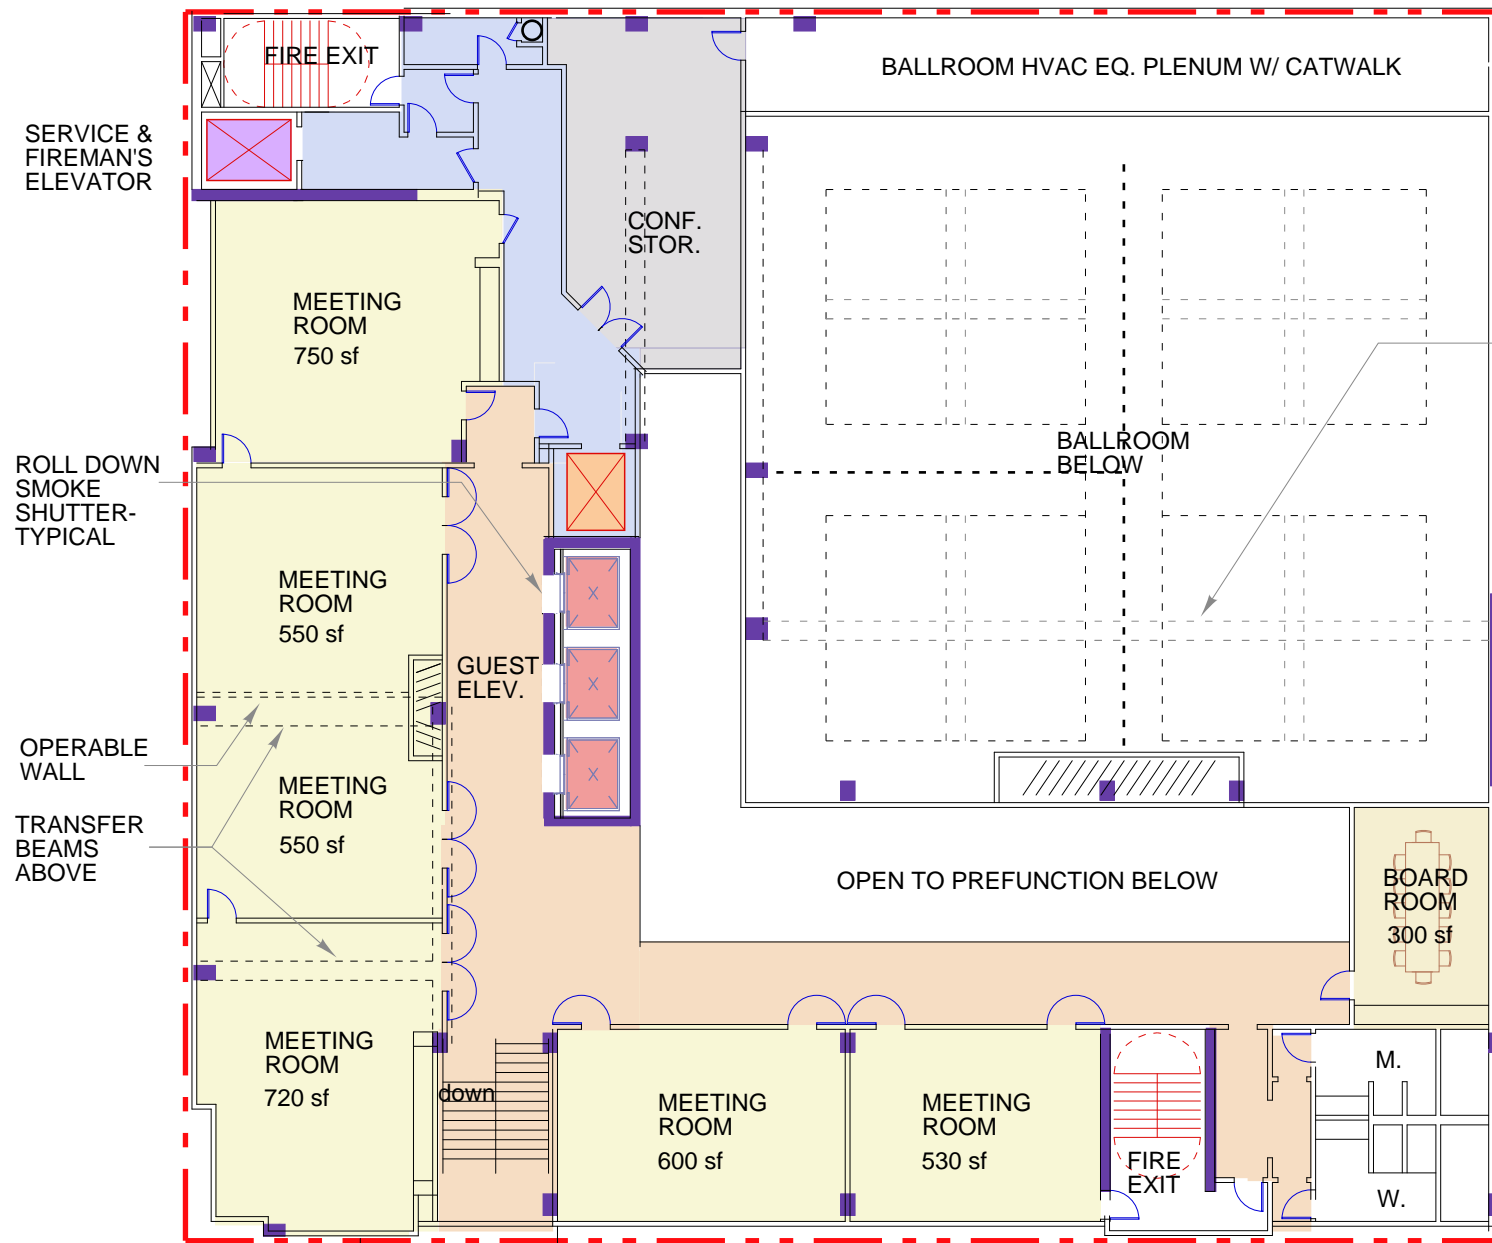 FIRE EXIT
BALLROOM HVAC EQ. PLENUM W/ CATWALK
SERVICE &
FIREMAN'S
ELEVATOR
CONF.
STOR.
MEETING
ROOM
750 sf
BALLROOM
BELOW
ROLL DOWN
SMOKE
SHUTTER-
TYPICAL
MEETING
ROOM
550 sf
GUEST
ELEV.
X
X
X
OPERABLE
WALL
MEETING
ROOM
550 sf
TRANSFER
BEAMS
ABOVE
OPEN TO PREFUNCTION BELOW
BOARD
ROOM
300 sf
MEETING
ROOM
720 sf
down
MEETING
ROOM
600 sf
MEETING
ROOM
530 sf
FIRE
EXIT
M.
W.